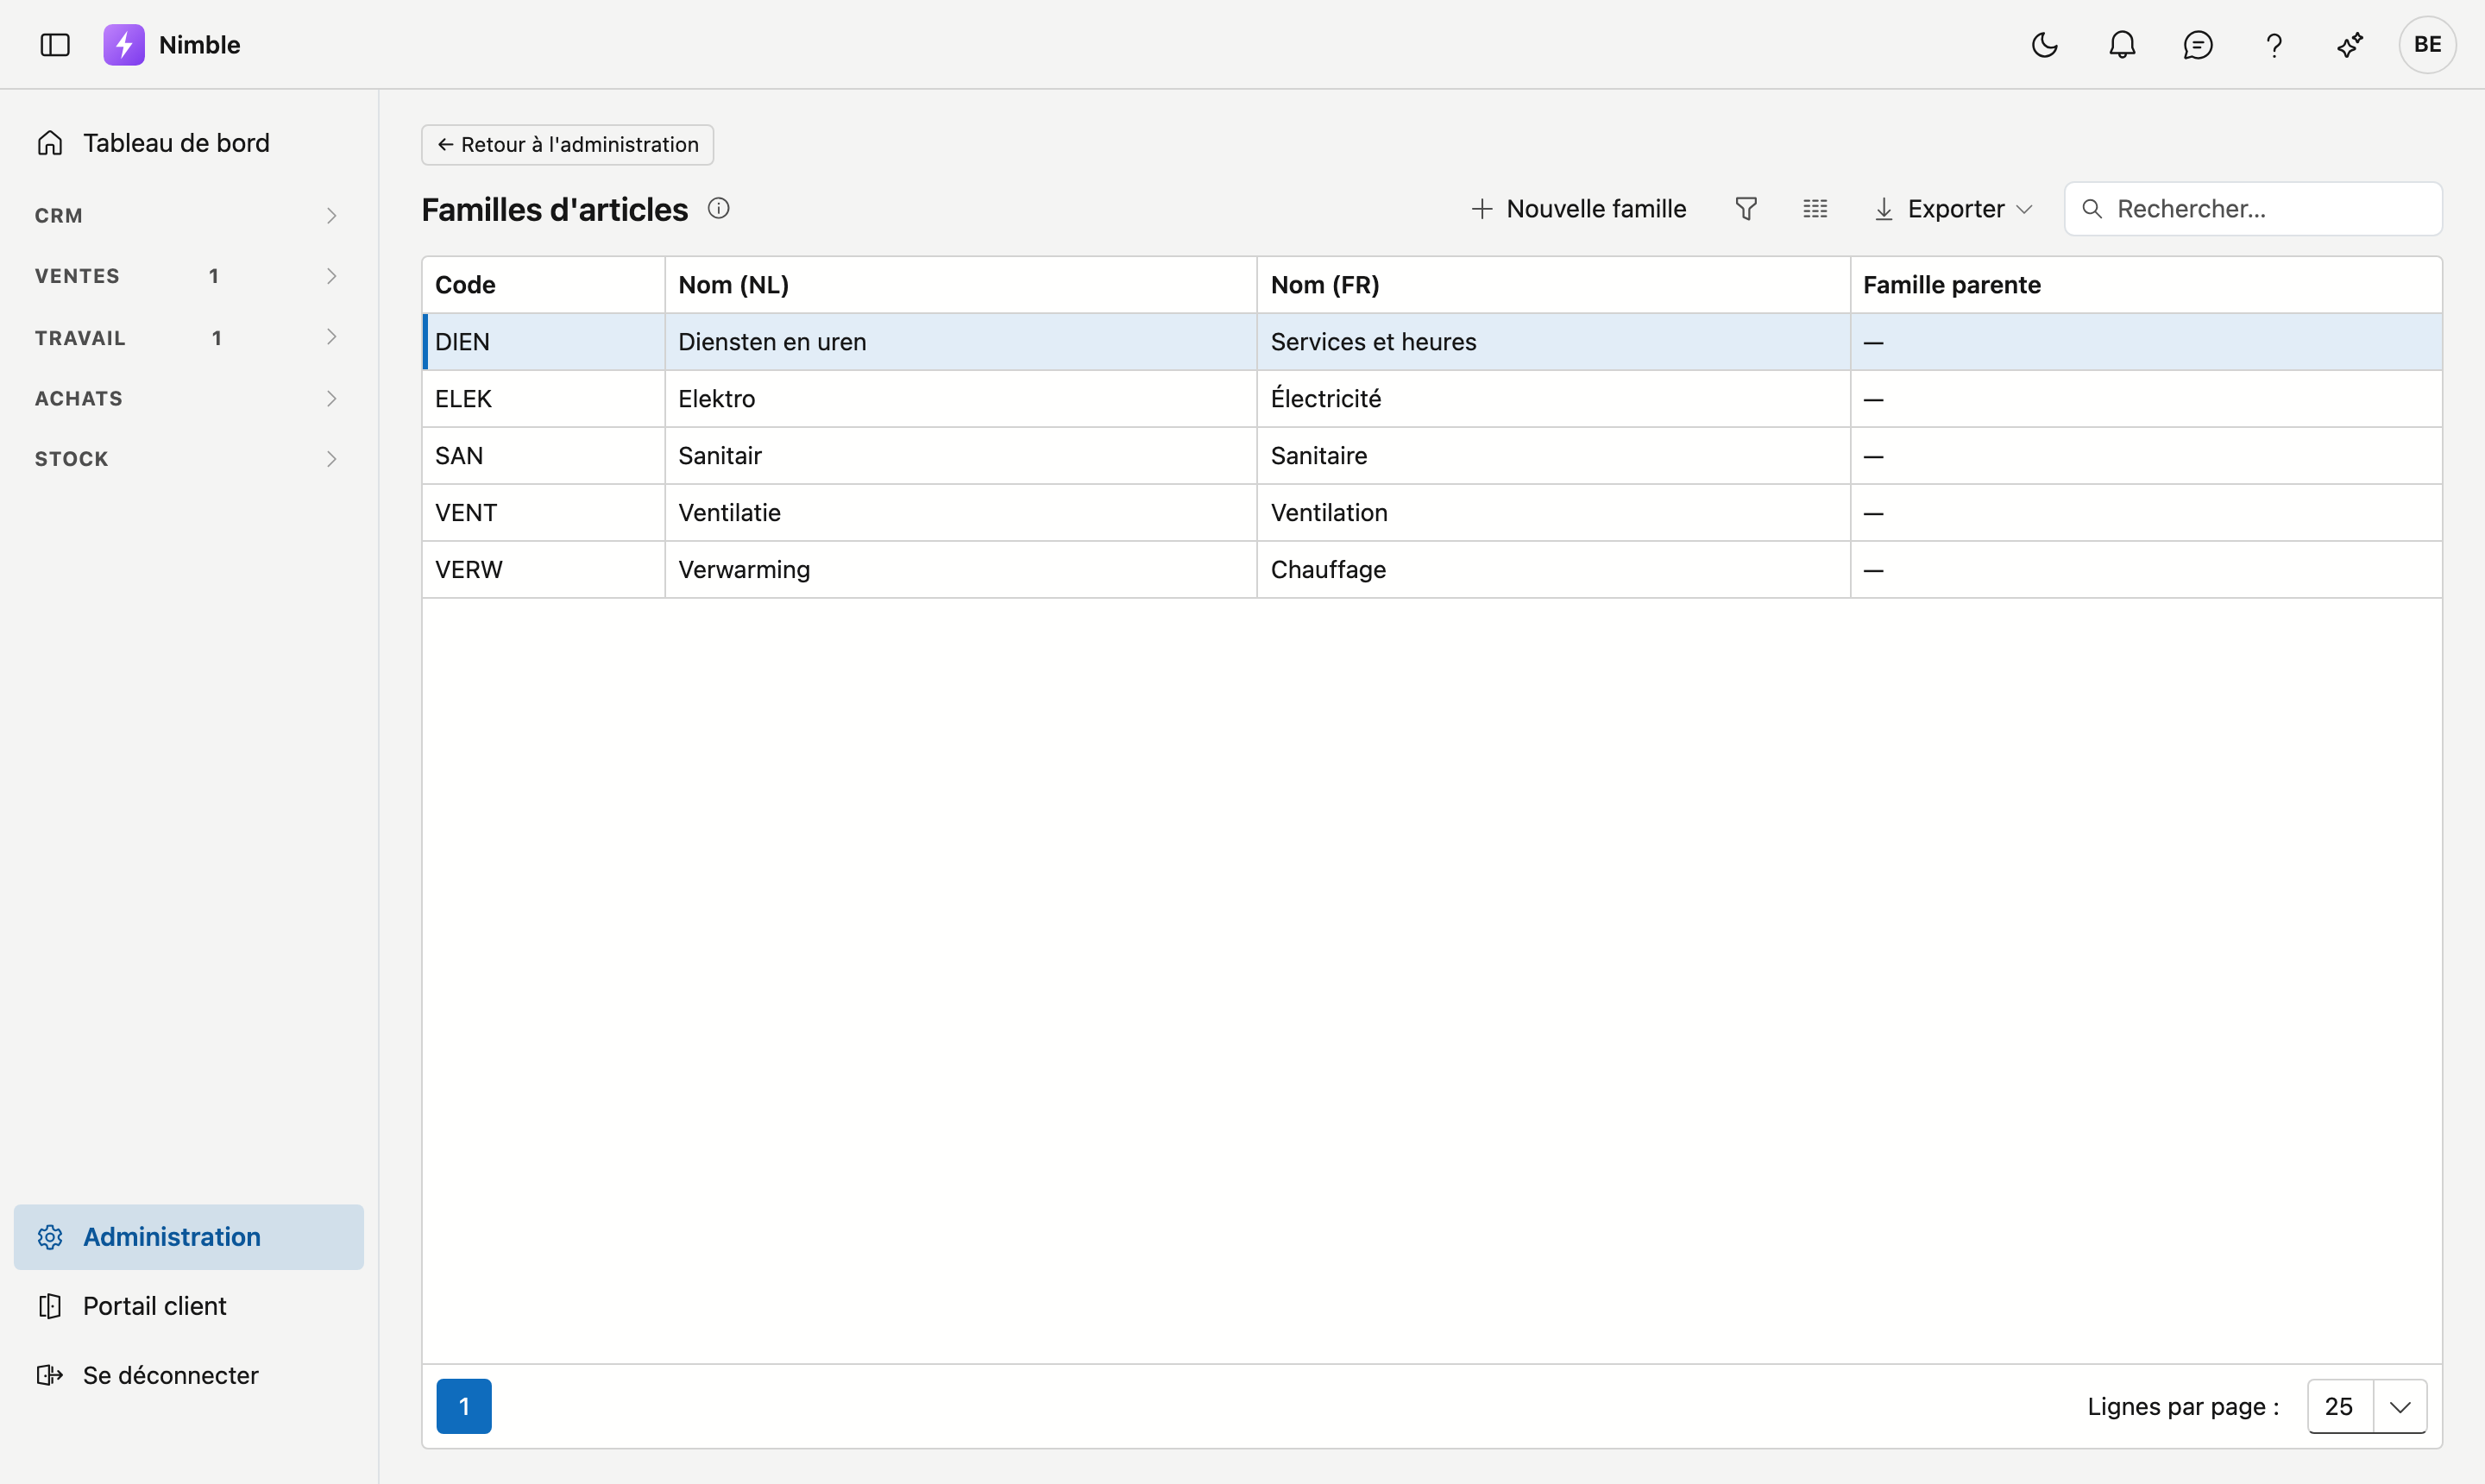 Nimble
BE
Tableau de bord
CRM
VENTES 1
TRAVAIL 1
ACHATS
STOCK
Administration
Portail client
Se déconnecter
← Retour à l'administration
Familles d'articles
Nouvelle famille
Exporter
Rechercher...
Code Nom (NL) Nom (FR) Famille parente
DIEN Diensten en uren Services et heures —
ELEK Elektro Électricité —
SAN Sanitair Sanitaire —
VENT Ventilatie Ventilation —
VERW Verwarming Chauffage —
1
Lignes par page : 25